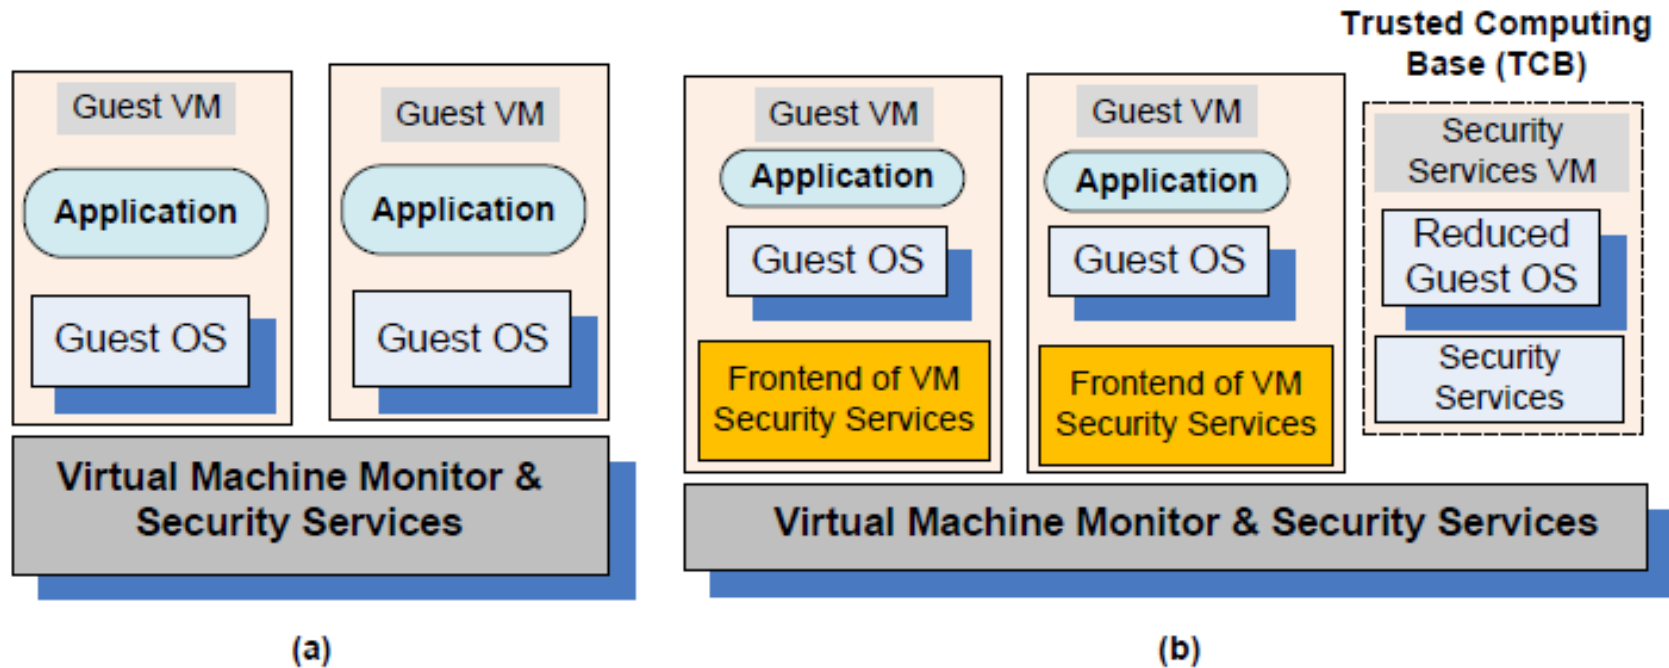 Guest VM
Application
Guest OS
Guest VM
Application
Guest OS
Virtual Machine Monitor &
Security Services
(a)
Guest VM
Application
Guest OS
Frontend of VM
Security Services
Guest VM
Application
Guest OS
Frontend of VM
Security Services
Trusted Computing
Base (TCB)
Security
Services VM
Reduced
Guest OS
Security
Services
Virtual Machine Monitor & Security Services
(b)